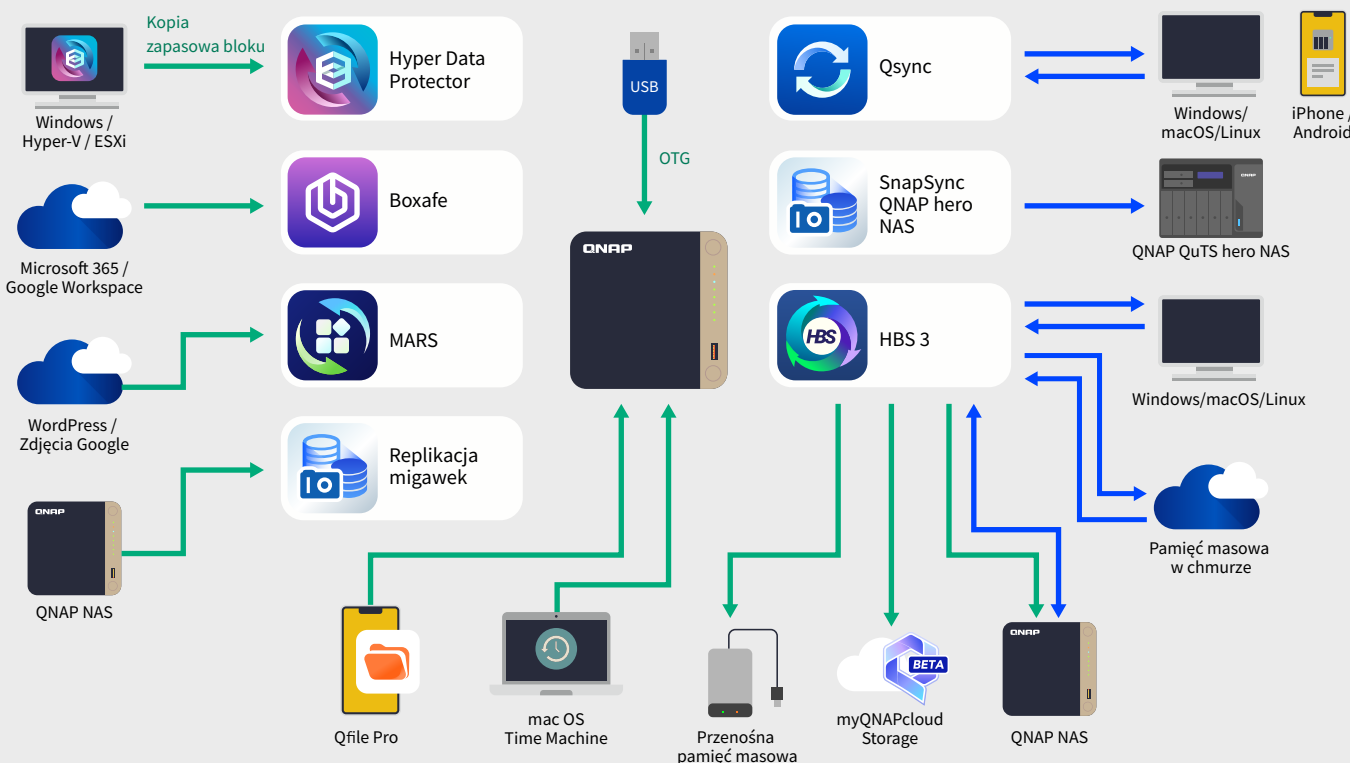 Kopia
zapasowa bloku
Windows /
Hyper-V / ESXi
Hyper Data
Protector
Microsoft 365 /
Google Workspace
Boxafe
WordPress /
Zdjęcia Google
MARS
QNAP
QNAP NAS
Replikacja
migawek
USB
OTG
QNAP
Qfile Pro
mac OS
Time Machine
Qsync
Windows/
macOS/Linux
iPhone /
Android
SnapSync
QNAP hero
NAS
QNAP
QNAP QuTS hero NAS
HBS
HBS 3
Windows/macOS/Linux
Pamięć masowa
w chmurze
Przenośna
pamięć masowa
BETA
myQNAPcloud
Storage
QNAP
QNAP NAS